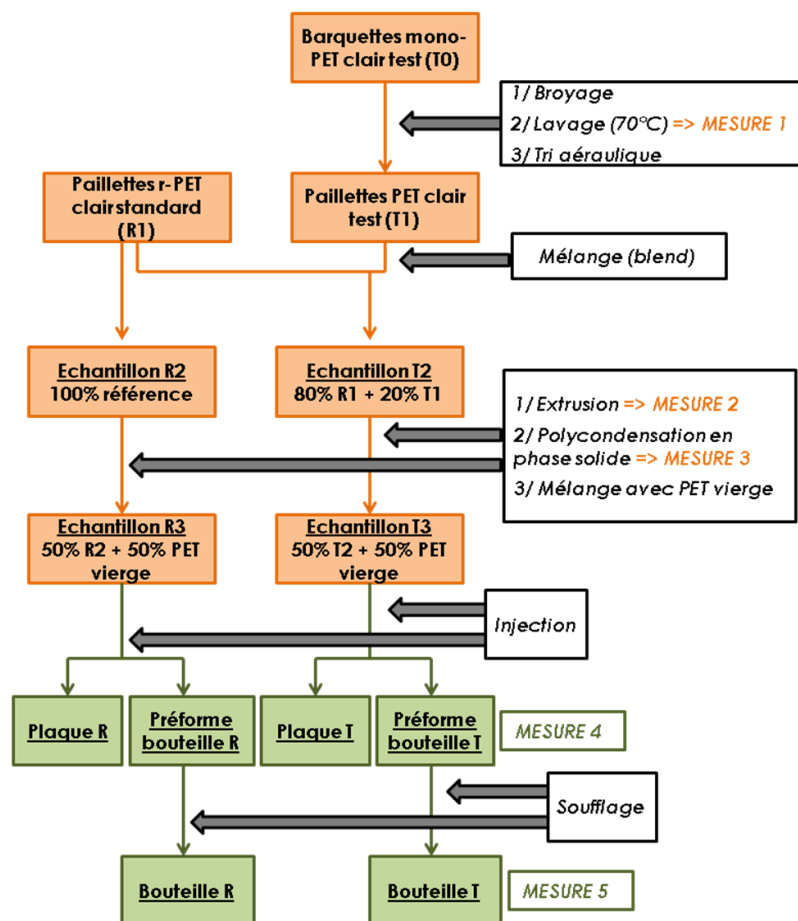 Barquettes mono-
PET clair test (T0)
1/ Broyage
2/ Lavage (70°C) => MESURE 1
3/ Tri aéraulique
Paillettes r-PET
clair standard
(R1)
Paillettes PET clair
test (T1)
Mélange (blend)
Echantillon R2
100% référence
Echantillon T2
80% R1 + 20% T1
1/ Extrusion => MESURE 2
2/ Polycondensation en
phase solide => MESURE 3
3/ Mélange avec PET vierge
Echantillon R3
50% R2 + 50% PET
vierge
Echantillon T3
50% T2 + 50% PET
vierge
Injection
Plaque R
Préforme
bouteille R
Plaque T
Préforme
bouteille T
MESURE 4
Soufflage
Bouteille R
Bouteille T
MESURE 5